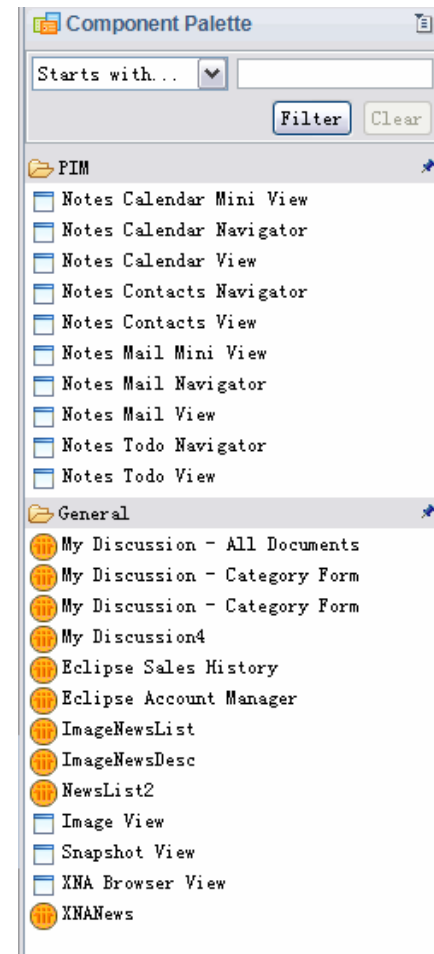 Component Palette
Starts with...
Filter Clear
PIM
Notes Calendar Mini View
Notes Calendar Navigator
Notes Calendar View
Notes Contacts Navigator
Notes Contacts View
Notes Mail Mini View
Notes Mail Navigator
Notes Mail View
Notes Todo Navigator
Notes Todo View
General
My Discussion - All Documents
My Discussion - Category Form
My Discussion - Category Form
My Discussion4
Eclipse Sales History
Eclipse Account Manager
ImageNewsList
ImageNewsDesc
NewsList2
Image View
Snapshot View
XNA Browser View
XNANews